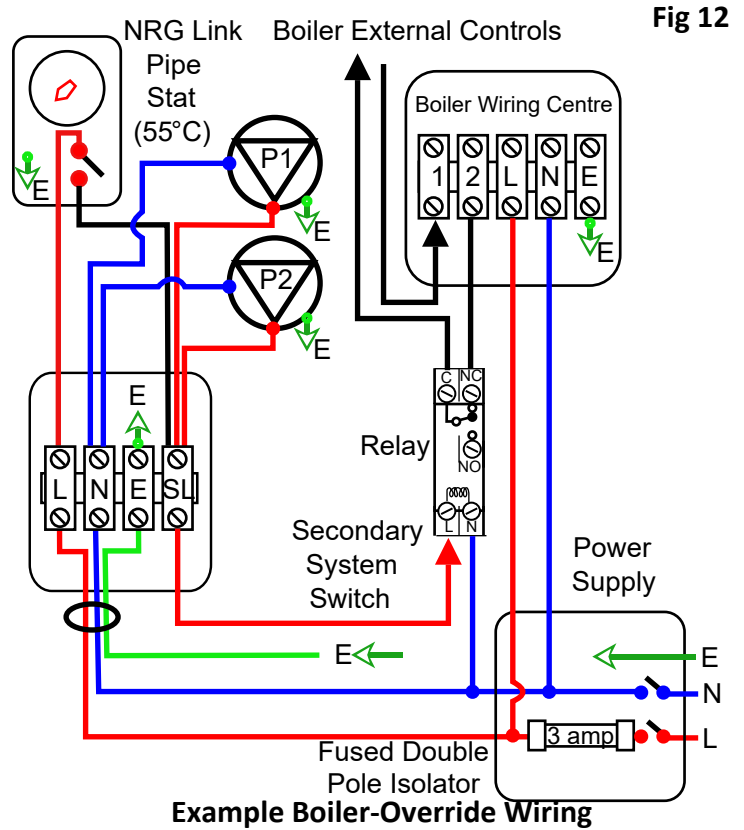 Fig 12
NRG Link
Pipe
Stat
(55°C)
Boiler External Controls
Boiler Wiring Centre
1 2 L N E
E
P1
E
E
P2
E
E
L N E SL
C NC
NO
L N
Relay
Secondary
System
Switch
Power
Supply
E
E
N
3 amp
L
Fused Double
Pole Isolator
Example Boiler-Override Wiring